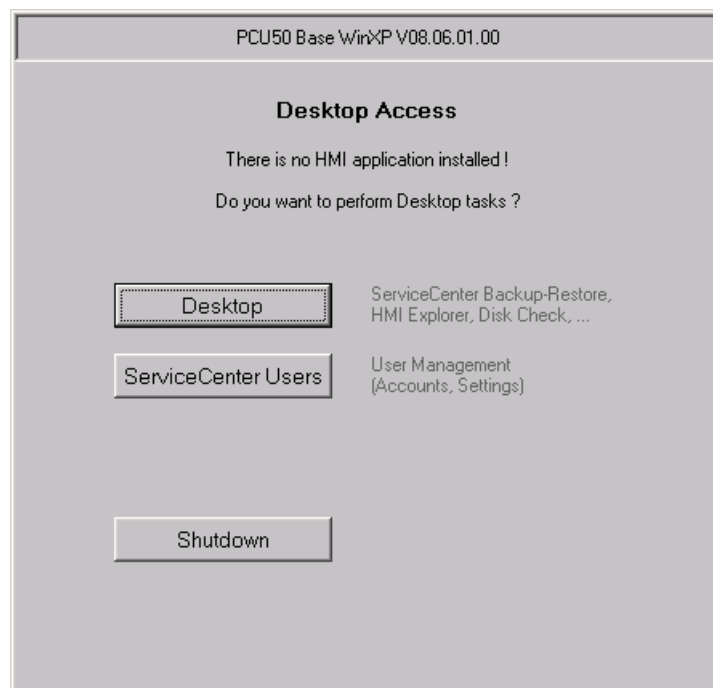 PCU50 Base WinXP V08.06.01.00
Desktop Access
There is no HMI application installed !
Do you want to perform Desktop tasks ?
Desktop
ServiceCenter Backup-Restore,
HMI Explorer, Disk Check, ...
ServiceCenter Users
User Management
(Accounts, Settings)
Shutdown